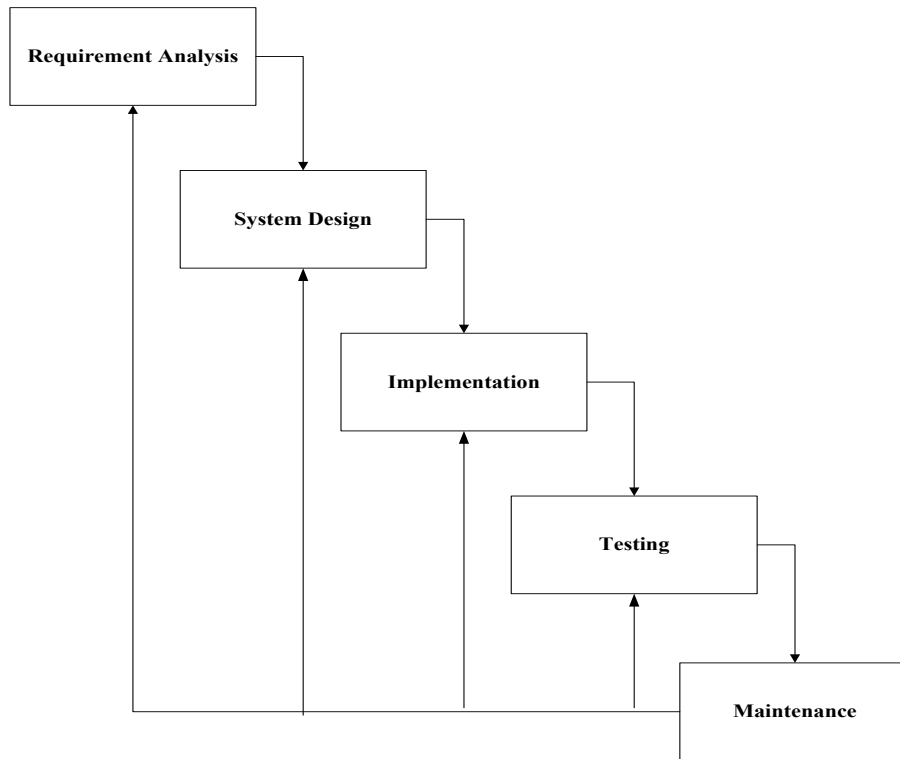 Requirement Analysis
System Design
Implementation
Testing
Maintenance